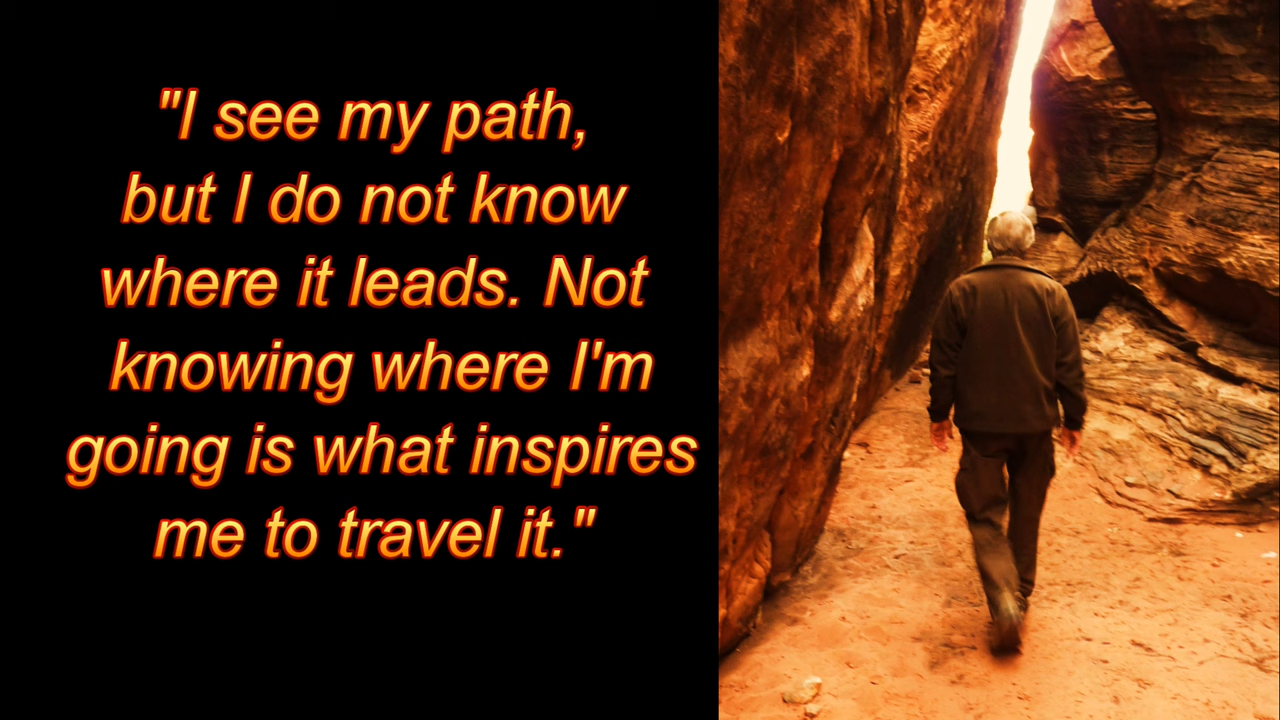 "I see my path,
but I do not know
where it leads. Not
knowing where I'm
going is what inspires
me to travel it."